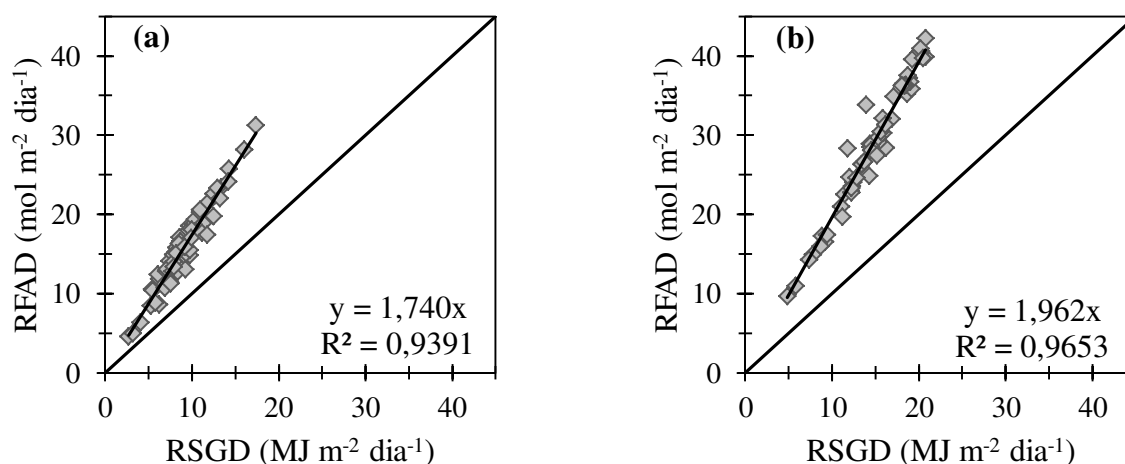 (a)
40
30
20
10
0
RFAD (mol m⁻² dia⁻¹)
y = 1,740x
R² = 0,9391
0 10 20 30 40
RSGD (MJ m⁻² dia⁻¹)
(b)
40
30
20
10
0
RFAD (mol m⁻² dia⁻¹)
y = 1,962x
R² = 0,9653
0 10 20 30 40
RSGD (MJ m⁻² dia⁻¹)